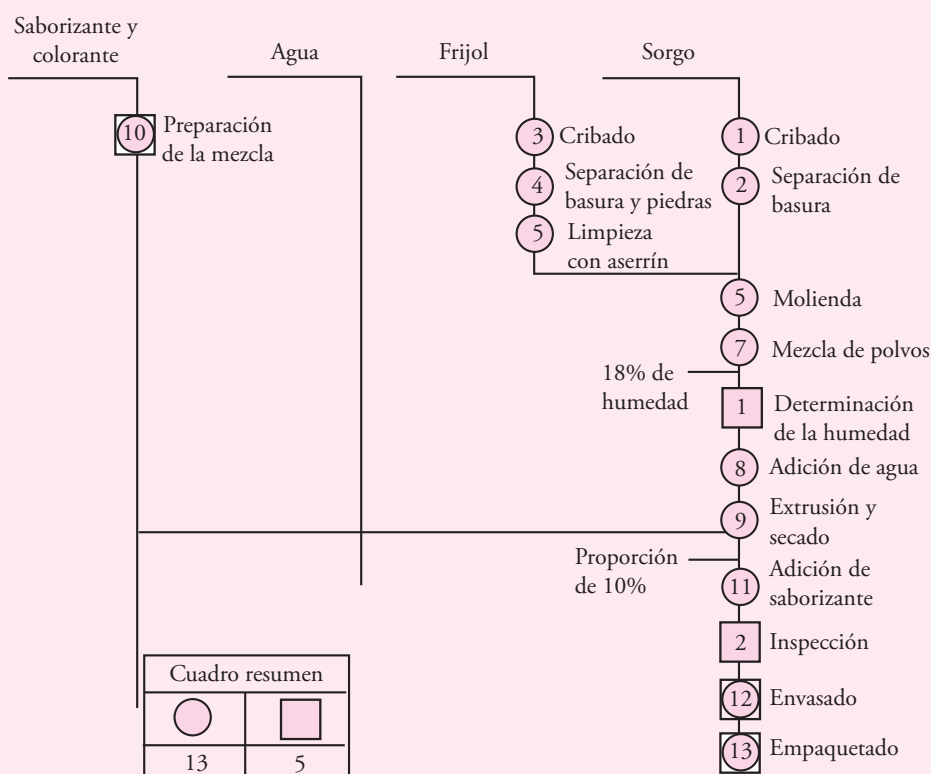 Saborizante y
colorante
Agua
Frijol
Sorgo
10 Preparación
de la mezcla
3 Cribado
4 Separación de
basura y piedras
5 Limpieza
con aserrín
1 Cribado
2 Separación de
basura
5 Molienda
7 Mezcla de polvos
18% de
humedad
1 Determinación
de la humedad
8 Adición de agua
9 Extrusión y
secado
Proporción
de 10%
11 Adición de
saborizante
2 Inspección
12 Envasado
13 Empaquetado
Cuadro resumen
13 5